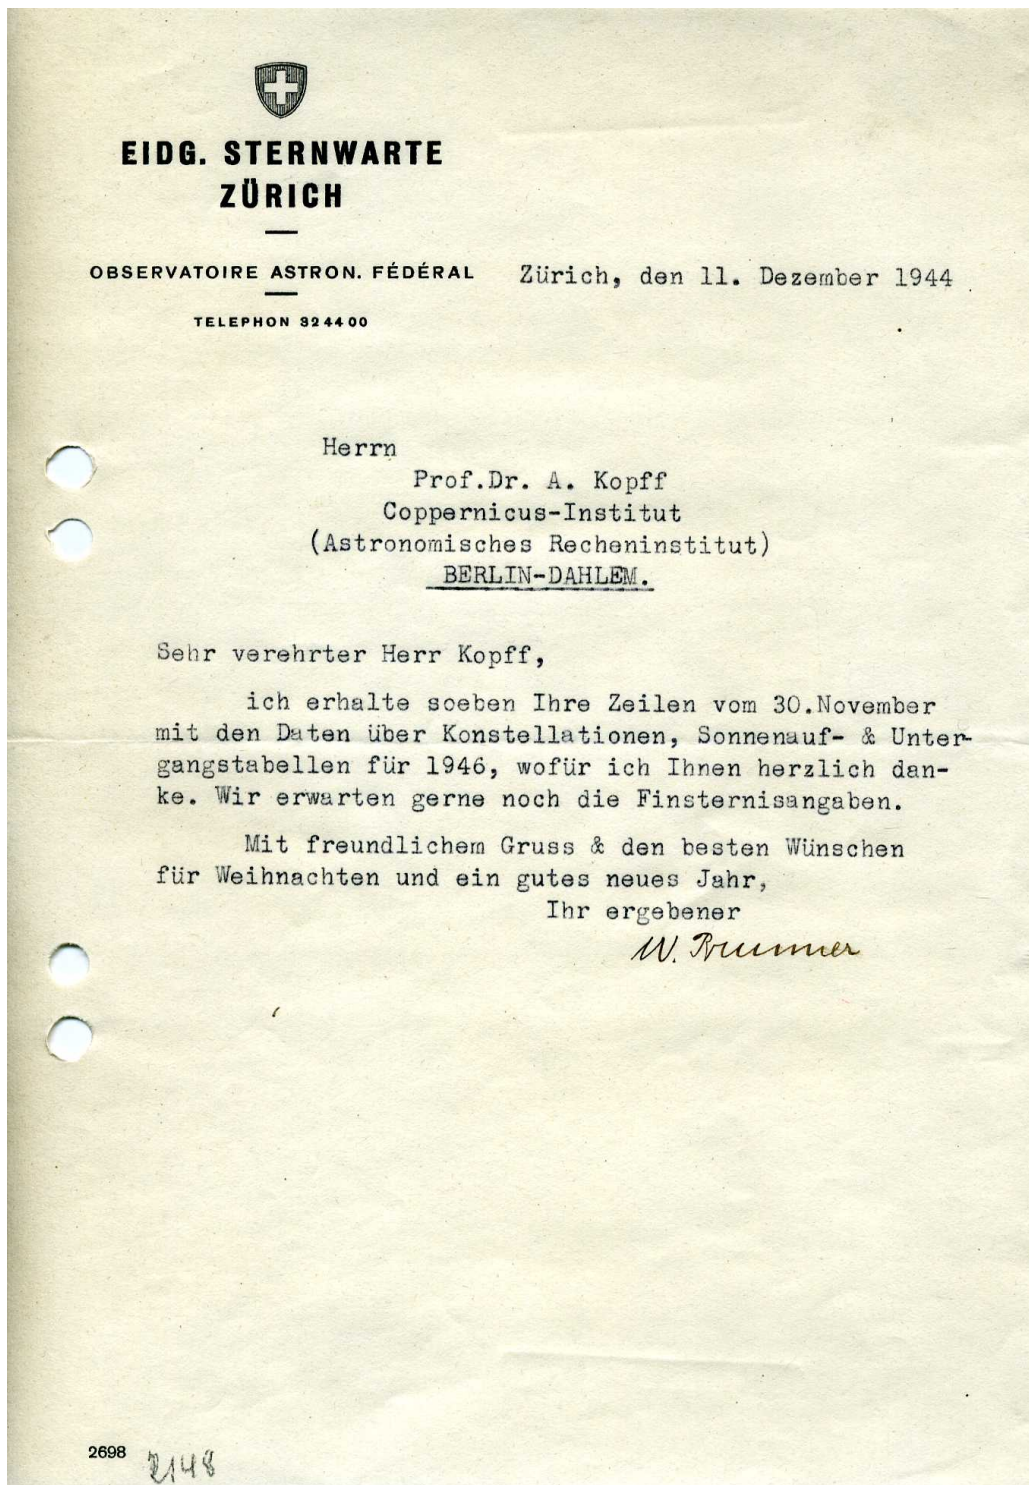 EIDG. STERNWARTE
ZÜRICH
OBSERVATOIRE ASTRON. FÉDÉRAL
Zürich, den 11. Dezember 1944
TELEPHON 32 44 00
Herrn
Prof.Dr. A. Kopff
Coppernicus-Institut
(Astronomisches Recheninstitut)
BERLIN-DAHLEM.
Sehr verehrter Herr Kopff,
ich erhalte soeben Ihre Zeilen vom 30.November
mit den Daten über Konstellationen, Sonnenauf- & Unter-
gangstabellen für 1946, wofür ich Ihnen herzlich dan-
ke. Wir erwarten gerne noch die Finsternisangaben.
Mit freundlichem Gruss & den besten Wünschen
für Weihnachten und ein gutes neues Jahr,
Ihr ergebener
W. Brunner
2698
2148